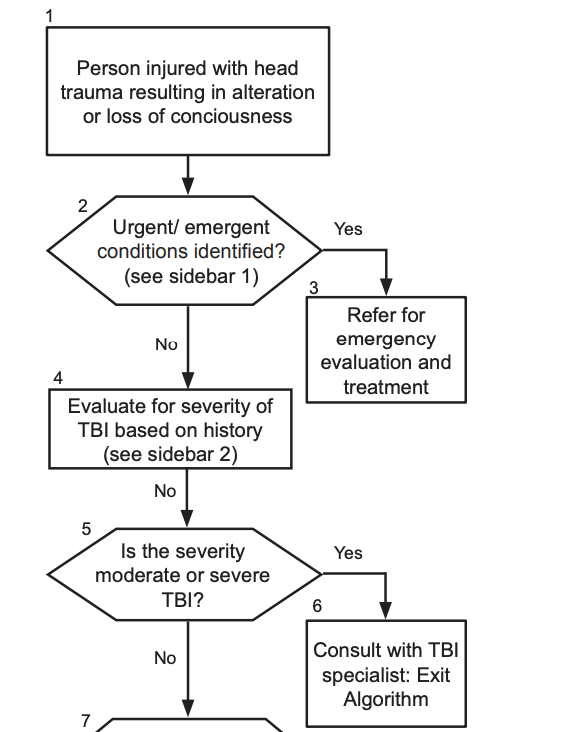 1
Person injured with head
trauma resulting in alteration
or loss of conciousness
2
Urgent/ emergent
conditions identified?
(see sidebar 1)
Yes
3
Refer for
emergency
evaluation and
treatment
No
4
Evaluate for severity of
TBI based on history
(see sidebar 2)
No
5
Is the severity
moderate or severe
TBI?
Yes
6
Consult with TBI
specialist: Exit
Algorithm
No
7